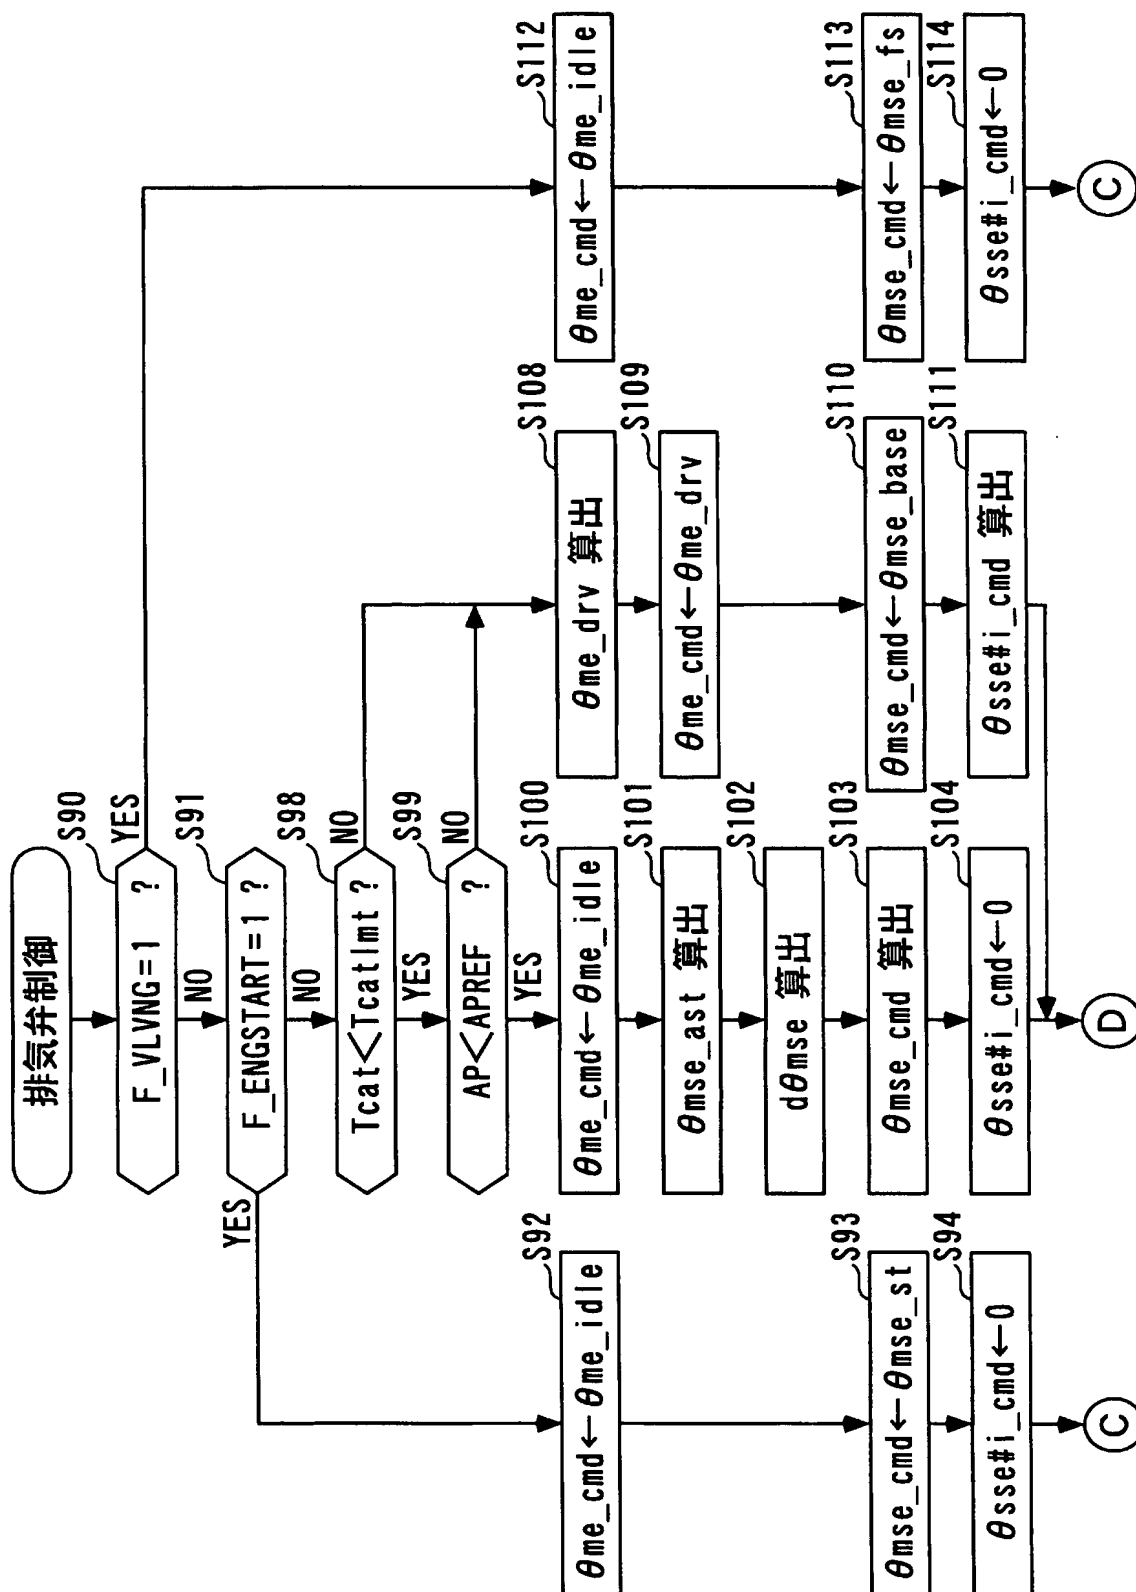 排気弁制御
S90
F_VLVNG=1 ?
YES
NO
S91
F_ENGSTART=1 ?
YES
NO
S98
Tcat<Tcatlmt ?
NO
YES
S99
AP<APREF ?
NO
YES
S92
θme_cmd←θme_idle
S93
θmse_cmd←θmse_st
S94
θsse#i_cmd←0
C
S100
θme_cmd←θme_idle
S101
θmse_ast 算出
S102
dθmse 算出
S103
θmse_cmd 算出
S104
θsse#i_cmd←0
D
S108
θme_drv 算出
S109
θme_cmd←θme_drv
S110
θmse_cmd←θmse_base
S111
θsse#i_cmd 算出
S112
θme_cmd←θme_idle
S113
θmse_cmd←θmse_fs
S114
θsse#i_cmd←0
C